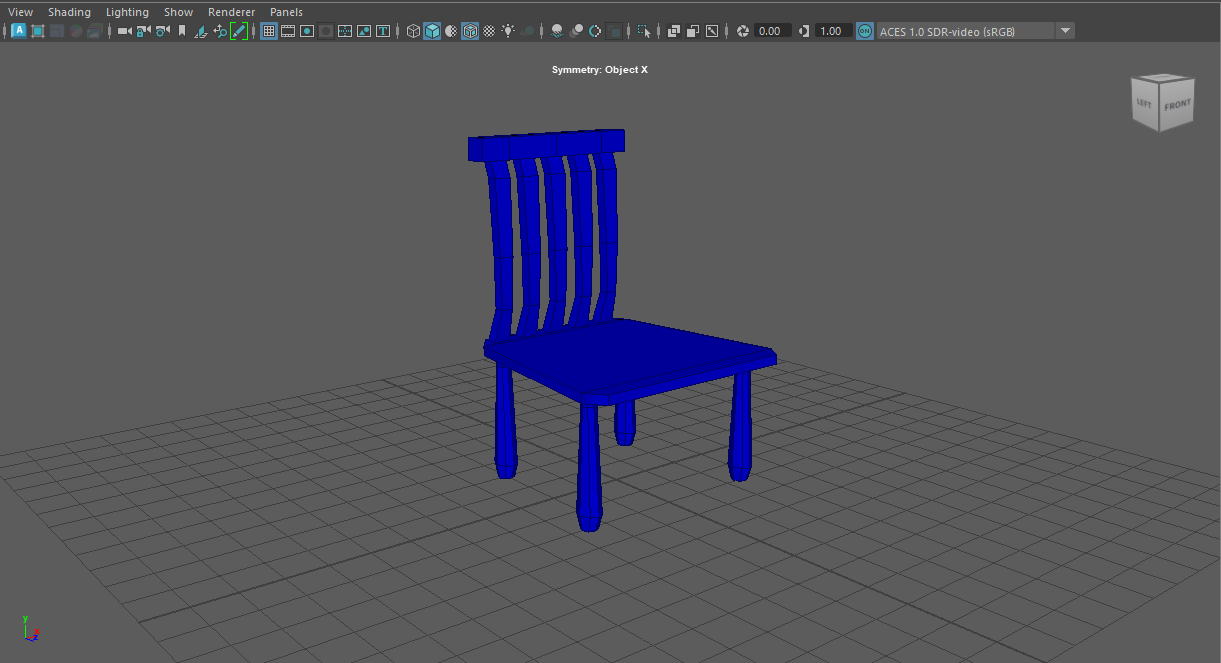 View Shading Lighting Show Renderer Panels
A T 0.00 1.00 ON ACES 1.0 SDR-video (sRGB)
Symmetry: Object X
LEFT FRONT
y
x
z